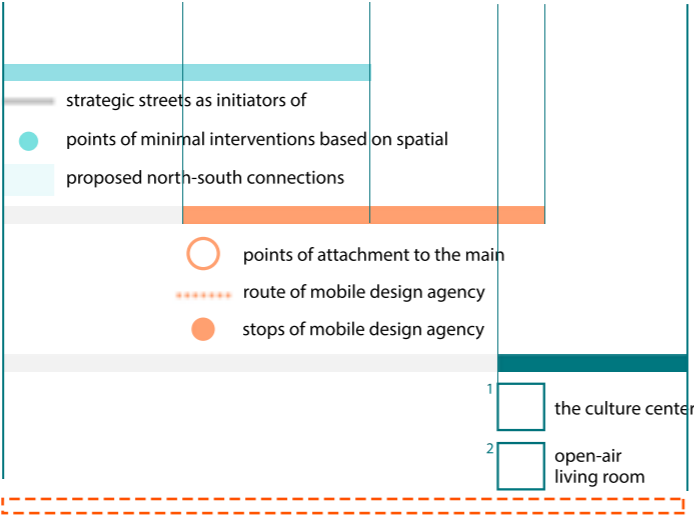 strategic streets as initiators of
points of minimal interventions based on spatial
proposed north-south connections
points of attachment to the main
route of mobile design agency
stops of mobile design agency
1
the culture center
2
open-air
living room